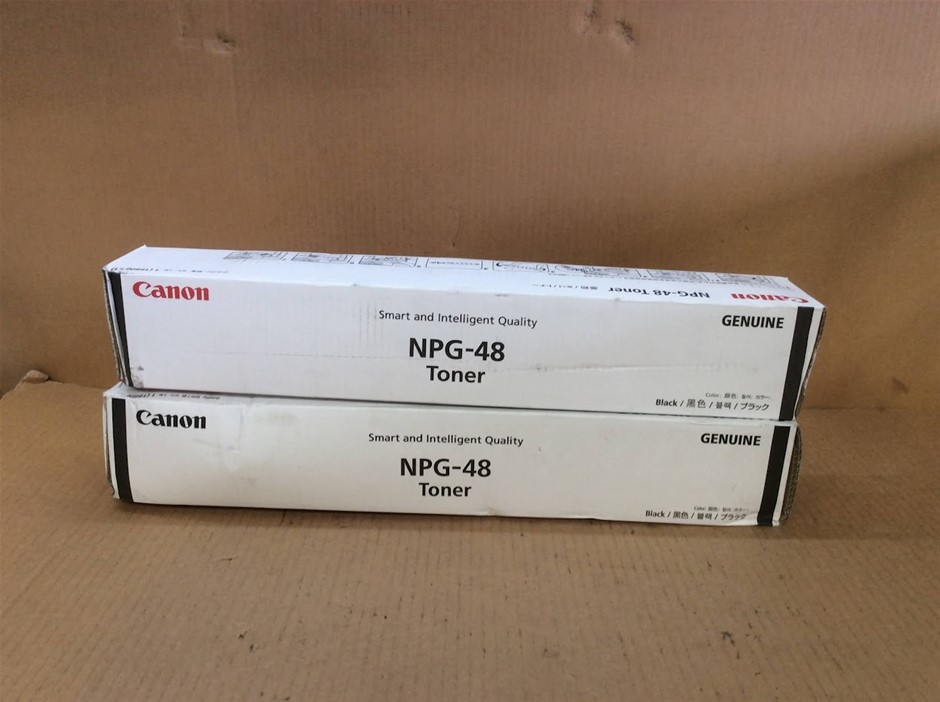 Canon
NPG-48 Toner
Canon
Smart and Intelligent Quality
GENUINE
NPG-48
Toner
Black / 黑色 / 블랙 / ブラック
Canon
Smart and Intelligent Quality
GENUINE
NPG-48
Toner
Black / 黑色 / 블랙 / ブラック